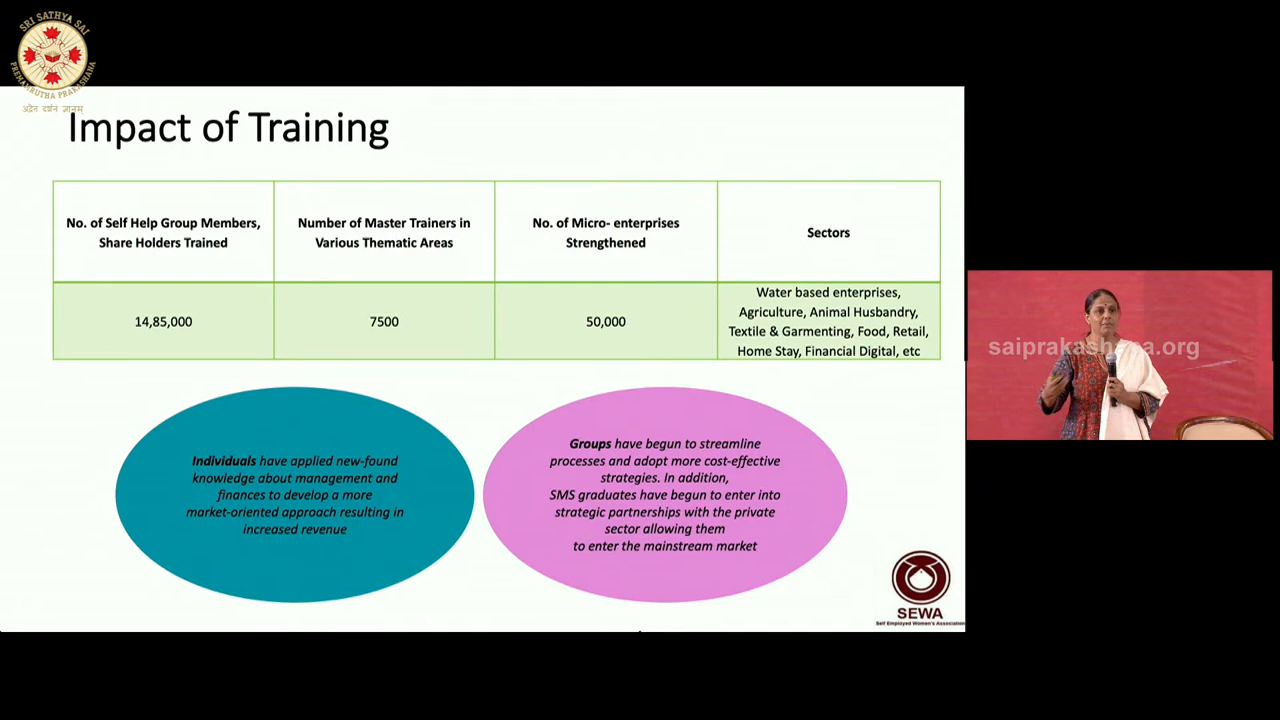 SRI SATHYA SAI
PREMAMRUTHA PRAKASHANA
अद्वैत दर्शन ज्ञानम्
Impact of Training
No. of Self Help Group Members,
Share Holders Trained
Number of Master Trainers in
Various Thematic Areas
No. of Micro- enterprises
Strengthened
Sectors
14,85,000
7500
50,000
Water based enterprises,
Agriculture, Animal Husbandry,
Textile & Garmenting, Food, Retail,
Home Stay, Financial Digital, etc
Individuals have applied new-found
knowledge about management and
finances to develop a more
market-oriented approach resulting in
increased revenue
Groups have begun to streamline
processes and adopt more cost-effective
strategies. In addition,
SMS graduates have begun to enter into
strategic partnerships with the private
sector allowing them
to enter the mainstream market
saiprakashana.org
SEWA
Self Employed Women's Association